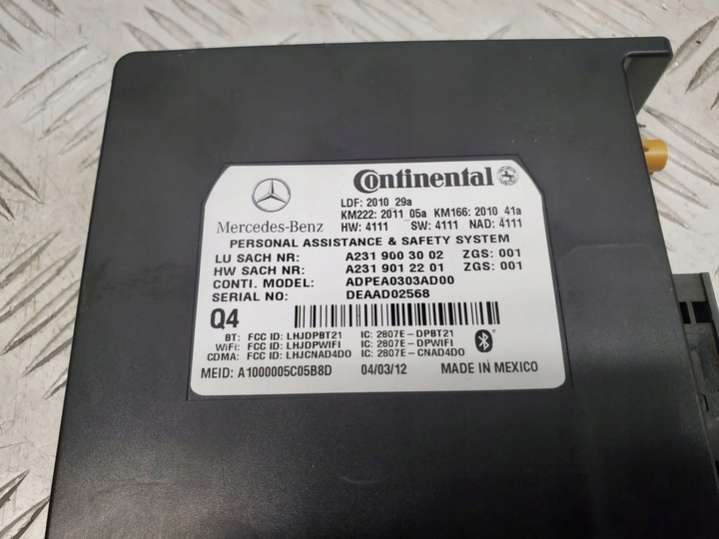 Mercedes-Benz
Continental
LDF: 2010 29a
KM222: 2011 05a KM166: 2010 41a
HW: 4111 SW: 4111 NAD: 4111
PERSONAL ASSISTANCE & SAFETY SYSTEM
LU SACH NR: A231 900 30 02 ZGS: 001
HW SACH NR: A231 901 22 01 ZGS: 001
CONTI. MODEL: ADPEA0303AD00
SERIAL NO: DEAAD02568
Q4
BT: FCC ID: LHJDPBT21 IC: 2807E-DPBT21
WiFi: FCC ID: LHJDPWIFI IC: 2807E-DPWIFI
CDMA: FCC ID: LHJCNAD4DO IC: 2807E-CNAD4DO
MEID: A1000005C05B8D 04/03/12 MADE IN MEXICO